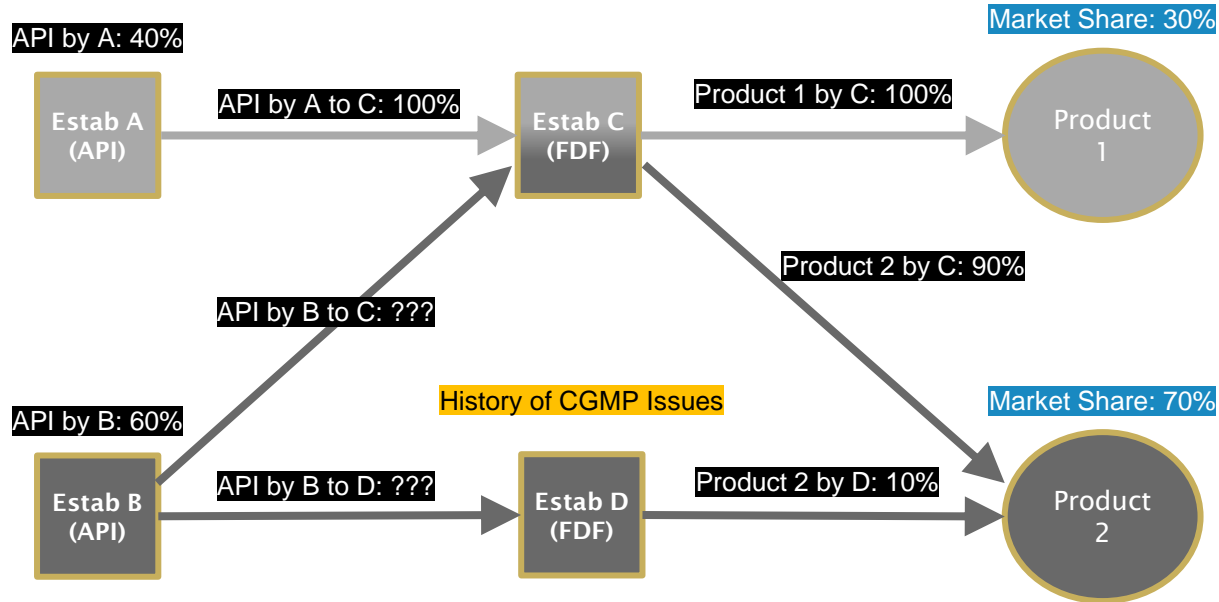 Market Share: 30%
API by A: 40%
API by A to C: 100%
Product 1 by C: 100%
Estab A
(API)
Estab C
(FDF)
Product
1
Product 2 by C: 90%
API by B to C: ???
History of CGMP Issues
Market Share: 70%
API by B: 60%
API by B to D: ???
Product 2 by D: 10%
Estab B
(API)
Estab D
(FDF)
Product
2